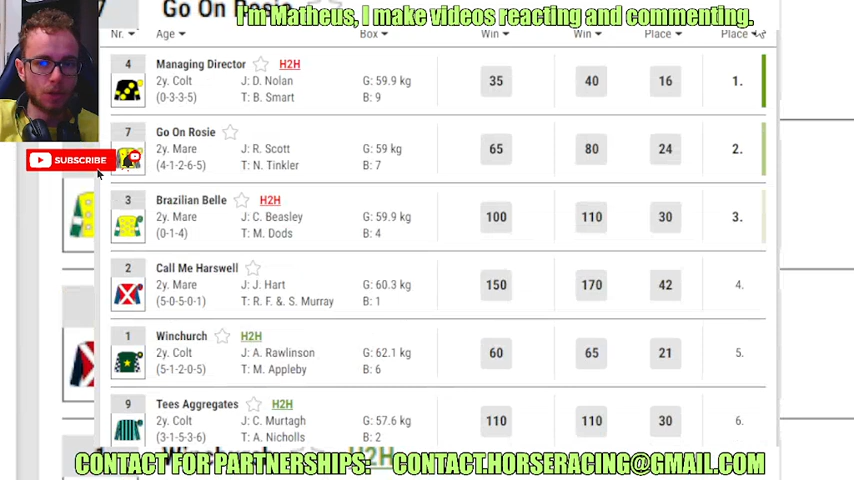 7 Go On Rosie
I'm Matheus, I make videos reacting and commenting.
Nr. Age Box Win Win Place Place
4 Managing Director H2H
2y. Colt J: D. Nolan G: 59.9 kg 35 40 16 1.
(0-3-3-5) T: B. Smart B: 9
7 Go On Rosie
2y. Mare J: R. Scott G: 59 kg 65 80 24 2.
(4-1-2-6-5) T: N. Tinkler B: 7
SUBSCRIBE
3 Brazilian Belle H2H
2y. Mare J: C. Beasley G: 59.9 kg 100 110 30 3.
(0-1-4) T: M. Dods B: 4
2 Call Me Harswell
2y. Mare J: J. Hart G: 60.3 kg 150 170 42 4.
(5-0-5-0-1) T: R. F. & S. Murray B: 1
1 Winchurch H2H
2y. Colt J: A. Rawlinson G: 62.1 kg 60 65 21 5.
(5-1-2-0-5) T: M. Appleby B: 6
9 Tees Aggregates H2H
2y. Colt J: C. Murtagh G: 57.6 kg 110 110 30 6.
(3-1-5-3-6) T: A. Nicholls B: 2
Winchurch H2H
CONTACT FOR PARTNERSHIPS: CONTACT.HORSERACING@GMAIL.COM